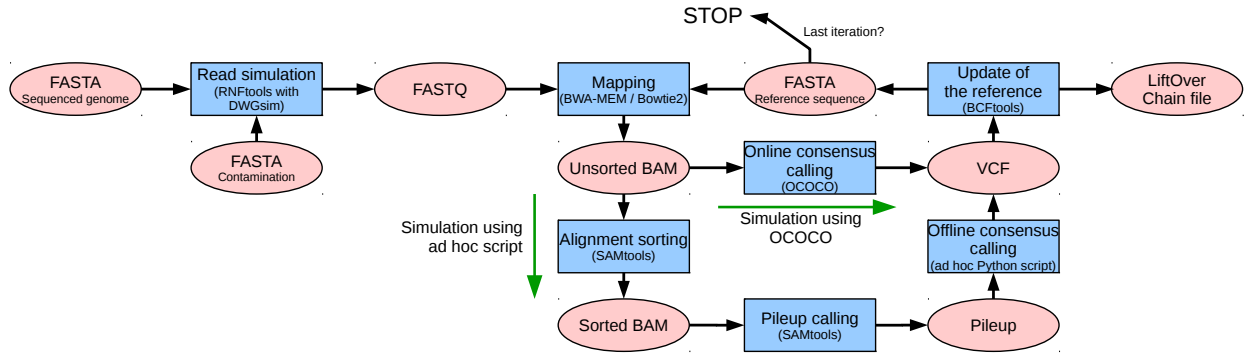 STOP
Last iteration?
FASTA
Sequenced genome
Read simulation
(RNFtools with
DWGsim)
FASTQ
Mapping
(BWA-MEM / Bowtie2)
FASTA
Reference sequence
Update of
the reference
(BCFtools)
LiftOver
Chain file
FASTA
Contamination
Unsorted BAM
Online consensus
calling
(OCOCO)
VCF
Simulation using
ad hoc script
Simulation using
OCOCO
Alignment sorting
(SAMtools)
Offline consensus
calling
(ad hoc Python script)
Sorted BAM
Pileup calling
(SAMtools)
Pileup